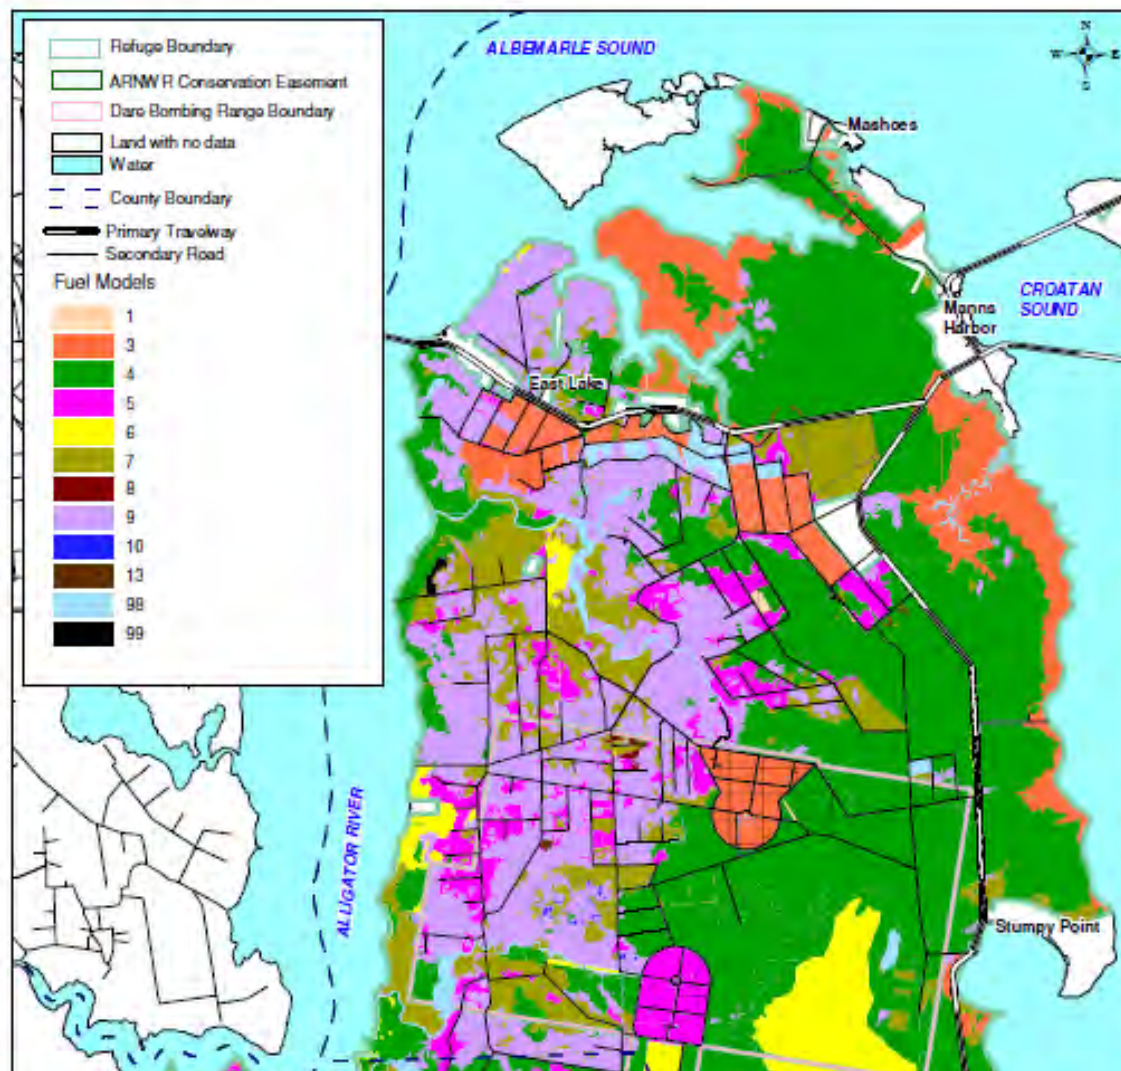 Refuge Boundary
ARNWR Conservation Easement
Dare Bombing Range Boundary
Land with no data
Water
County Boundary
Primary Travelway
Secondary Road
Fuel Models
1
3
4
5
6
7
8
9
10
13
98
99
ALBEMARLE SOUND
N
W E
S
Mashoes
CROATAN
SOUND
Manns
Harbor
East Lake
ALLIGATOR RIVER
Stumpy Point